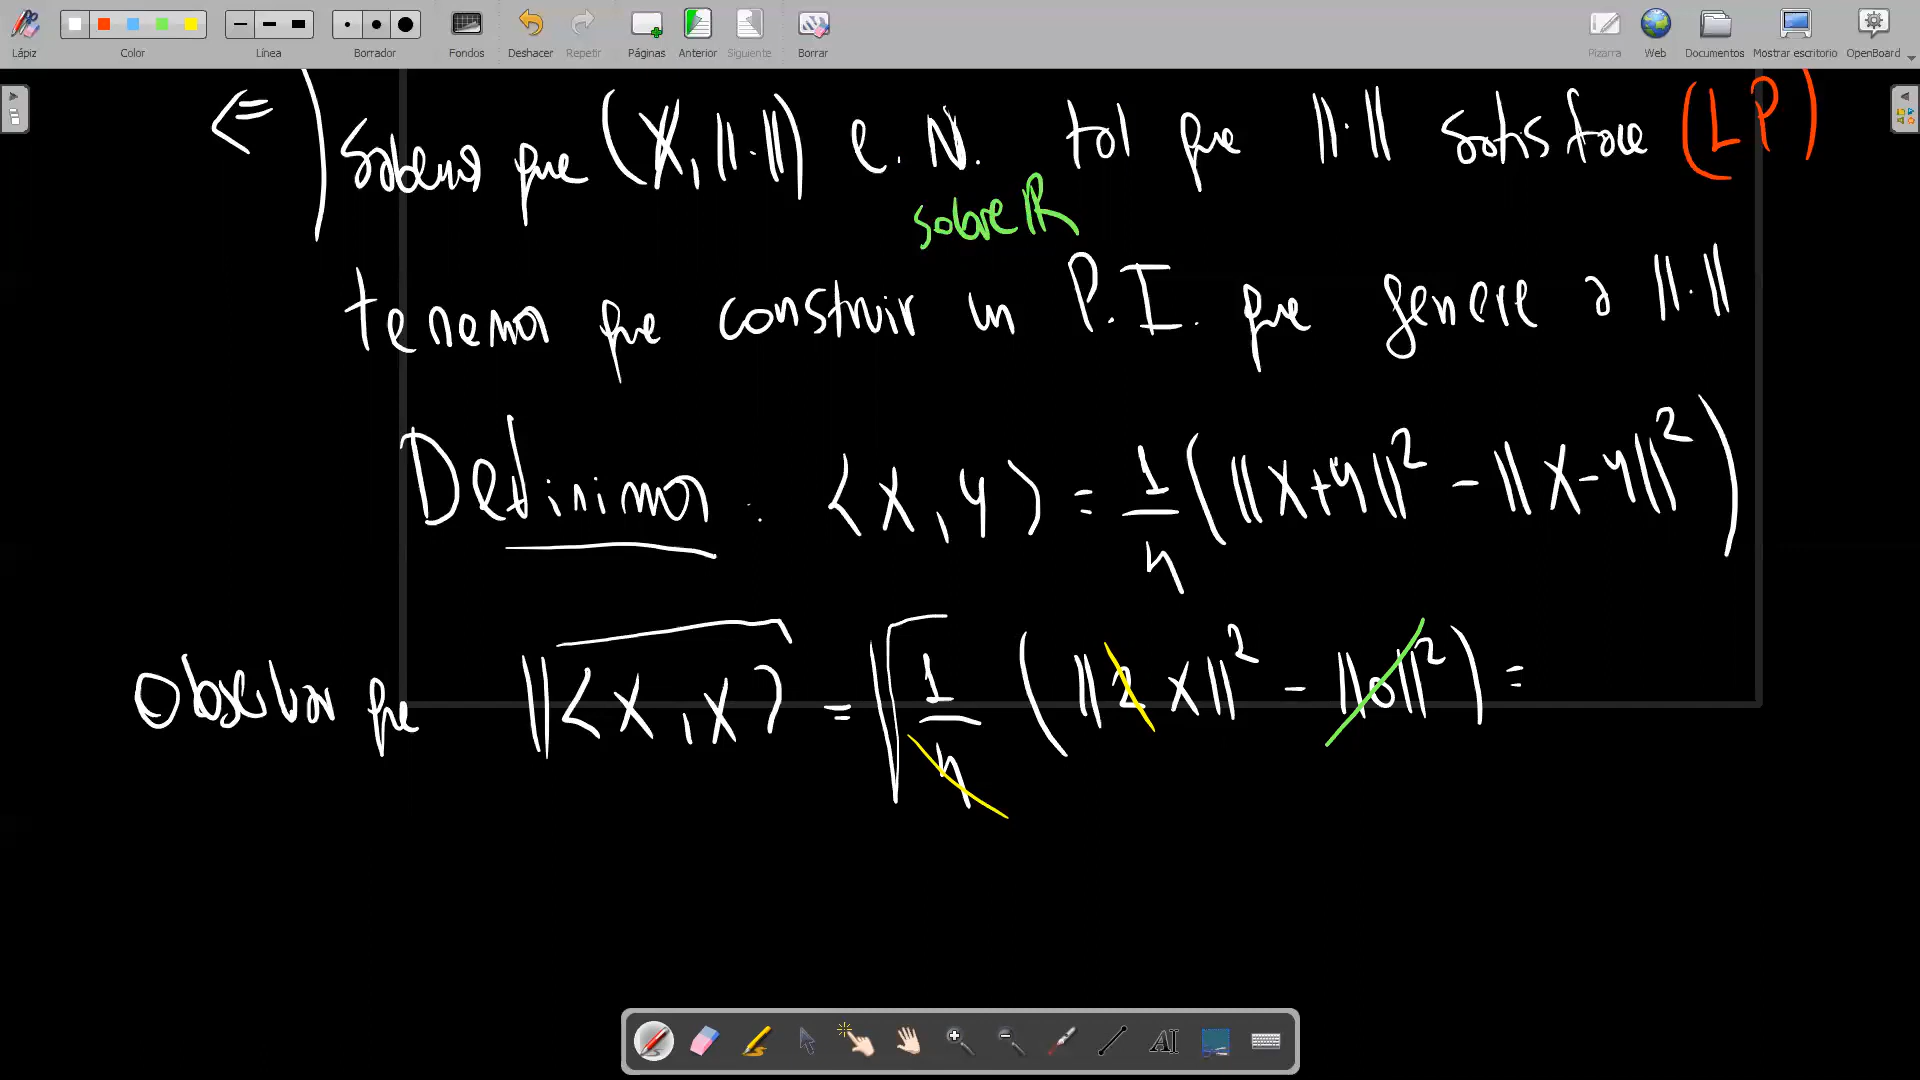 Lápiz Color Línea Borrador Fondos Deshacer Repetir Páginas Anterior Siguiente Borrar Pizarra Web Documentos Mostrar escritorio OpenBoard
<=) Sabemos que (X, ||·||) e.N. tal que ||·|| satisface (LP)
sobre ℝ
tenemos que construir un P.I. que genere a ||·||
Definimos : ⟨x,y⟩ = 1/4 (||x+y||² - ||x-y||²)
Observar que √⟨x,x⟩ = √1/4 (||2x||² - ||0||²) =
AI